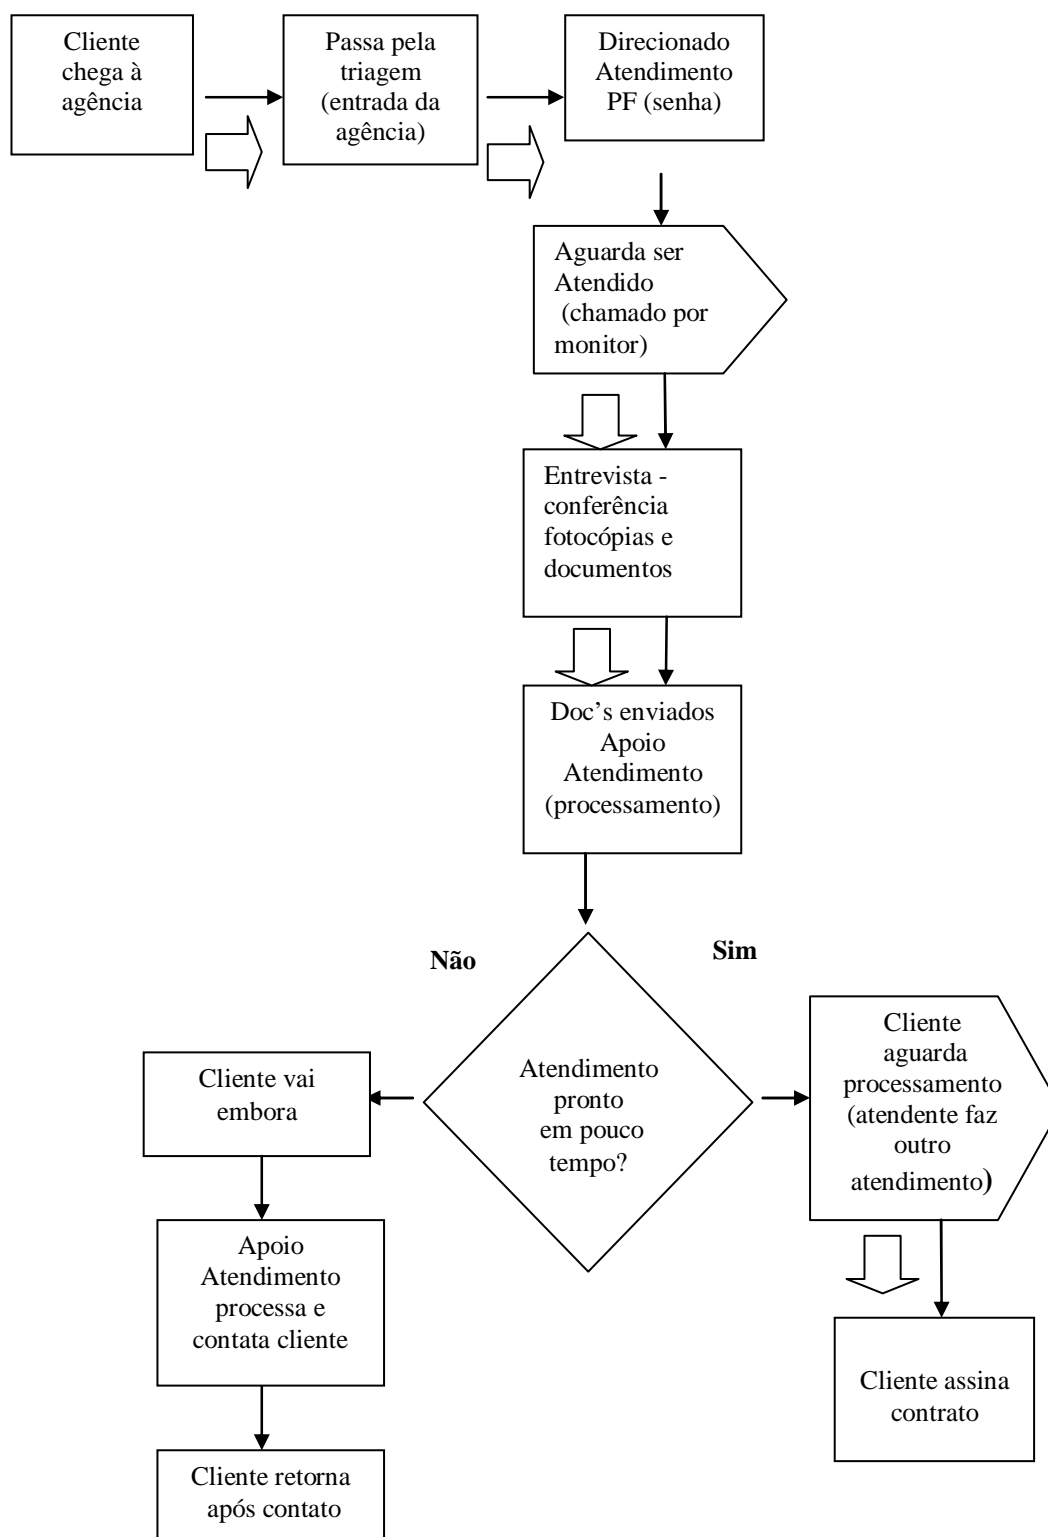 Cliente
chega à
agência
Passa pela
triagem
(entrada da
agência)
Direcionado
Atendimento
PF (senha)
Aguarda ser
Atendido
(chamado por
monitor)
Entrevista -
conferência
fotocópias e
documentos
Doc’s enviados
Apoio
Atendimento
(processamento)
Não
Sim
Atendimento
pronto
em pouco
tempo?
Cliente vai
embora
Apoio
Atendimento
processa e
contata cliente
Cliente retorna
após contato
Cliente
aguarda
processamento
(atendente faz
outro
atendimento)
Cliente assina
contrato